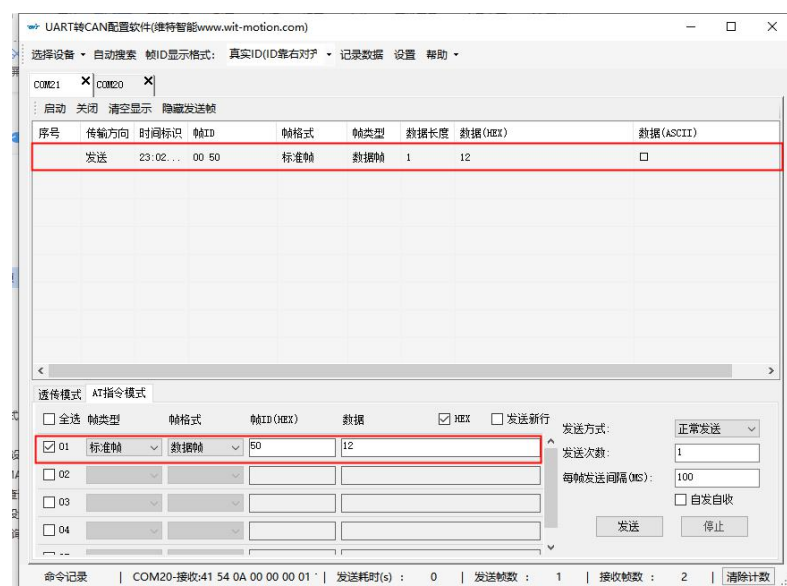 UART转CAN配置软件(维特智能www.wit-motion.com)
选择设备 自动搜索 帧ID显示格式: 真实ID(ID靠右对齐 记录数据 设置 帮助
COM21 COM20
启动 关闭 清空显示 隐藏发送帧
序号 传输方向 时间标识 帧ID 帧格式 帧类型 数据长度 数据(HEX) 数据(ASCII)
发送 23:02... 00 50 标准帧 数据帧 1 12 □
透传模式 AT指令模式
全选 帧类型 帧格式 帧ID(HEX) 数据 HEX 发送新行
发送方式: 正常发送
01 标准帧 数据帧 50 12
发送次数: 1
02
每帧发送间隔(MS): 100
03
自发自收
04
发送 停止
命令记录 | COM20-接收:41 54 0A 00 00 00 01 | 发送耗时(s) : 0 | 发送帧数 : 1 | 接收帧数 : 2 | 清除计数